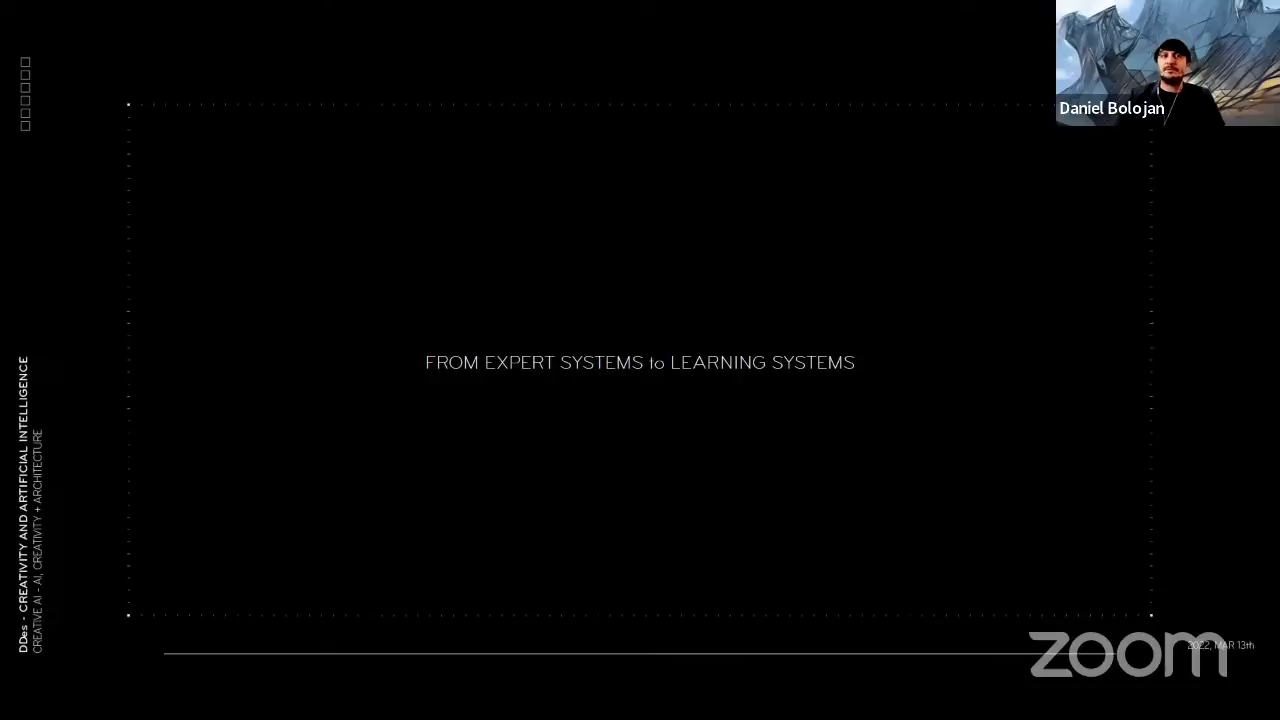 Daniel Bolojan
FROM EXPERT SYSTEMS to LEARNING SYSTEMS
DDes - CREATIVITY AND ARTIFICIAL INTELLIGENCE
CREATIVE AI - AI, CREATIVITY + ARCHITECTURE
2022, MAR 13th
zoom